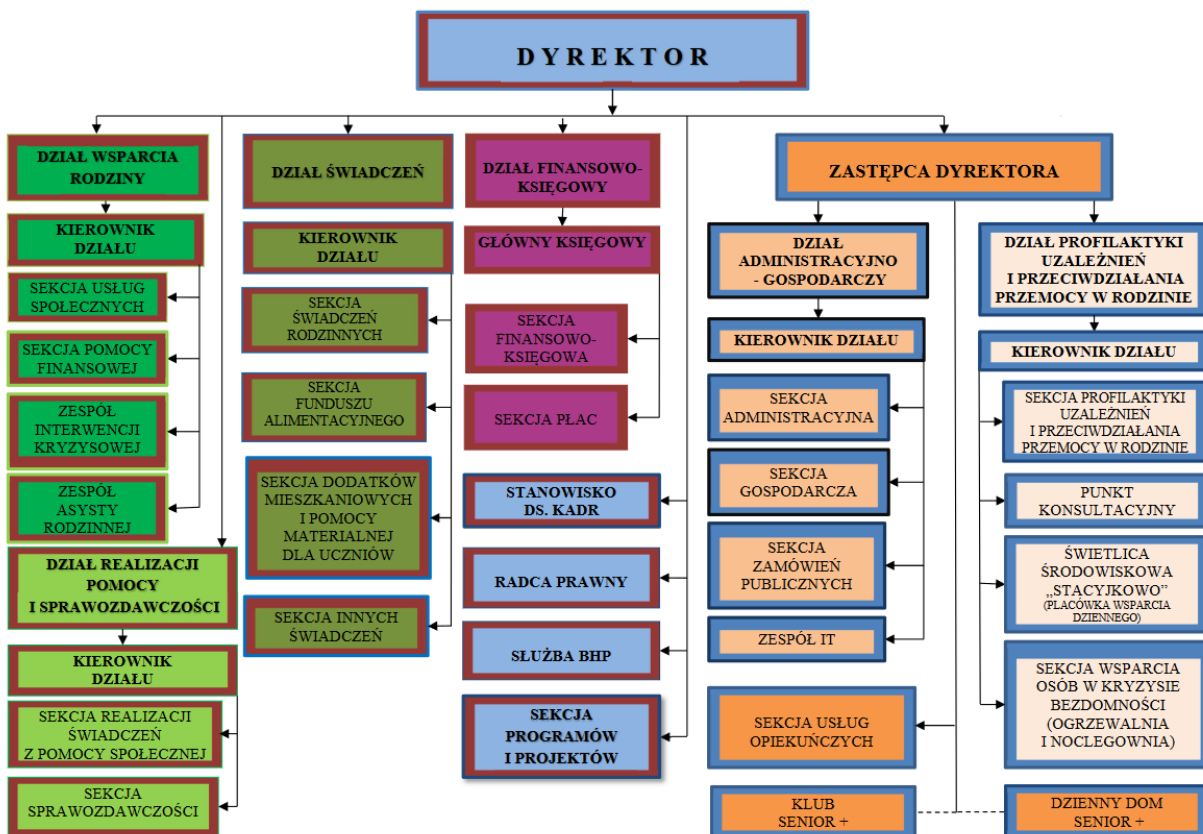 DYREKTOR
DZIAŁ WSPARCIA
RODZINY
KIEROWNIK
DZIAŁU
SEKCJA USŁUG
SPOŁECZNYCH
SEKCJA POMOCY
FINANSOWEJ
ZESPÓŁ
INTERWENCJI
KRYZYSOWEJ
ZESPÓŁ
ASYSTY
RODZINNEJ
DZIAŁ REALIZACJI
POMOCY
I SPRAWOZDAWCZOŚCI
KIEROWNIK
DZIAŁU
SEKCJA REALIZACJI
ŚWIADCZEŃ
Z POMOCY SPOŁECZNEJ
SEKCJA
SPRAWOZDAWCZOŚCI
DZIAŁ ŚWIADCZEŃ
KIEROWNIK
DZIAŁU
SEKCJA
ŚWIADCZEŃ
RODZINNYCH
SEKCJA
FUNDUSZU
ALIMENTACYJNEGO
SEKCJA DODATKÓW
MIESZKANIOWYCH
I POMOCY
MATERIALNEJ
DLA UCZNIÓW
SEKCJA INNYCH
ŚWIADCZEŃ
DZIAŁ FINANSOWO-
KSIĘGOWY
GŁÓWNY KSIĘGOWY
SEKCJA
FINANSOWO-
KSIĘGOWA
SEKCJA PŁAC
STANOWISKO
DS. KADR
RADCA PRAWNY
SŁUŻBA BHP
SEKCJA
PROGRAMÓW
I PROJEKTÓW
ZASTĘPCA DYREKTORA
DZIAŁ
ADMINISTRACYJNO
- GOSPODARCZY
KIEROWNIK DZIAŁU
SEKCJA
ADMINISTRACYJNA
SEKCJA
GOSPODARCZA
SEKCJA
ZAMÓWIEŃ
PUBLICZNYCH
ZESPÓŁ IT
SEKCJA USŁUG
OPIEKUŃCZYCH
KLUB
SENIOR +
DZIAŁ PROFILAKTYKI
UZALEŻNIEŃ
I PRZECIWDZIAŁANIA
PRZEMOCY W RODZINIE
KIEROWNIK DZIAŁU
SEKCJA PROFILAKTYKI
UZALEŻNIEŃ
I PRZECIWDZIAŁANIA
PRZEMOCY W RODZINIE
PUNKT
KONSULTACYJNY
ŚWIETLICA
ŚRODOWISKOWA
„STACYJKOWO”
(PLACÓWKA WSPARCIA
DZIENNEGO)
SEKCJA WSPARCIA
OSÓB W KRYZYSIE
BEZDOMNOŚCI
(OGRZEWALNIA
I NOCLEGOWNIA)
DZIENNY DOM
SENIOR +